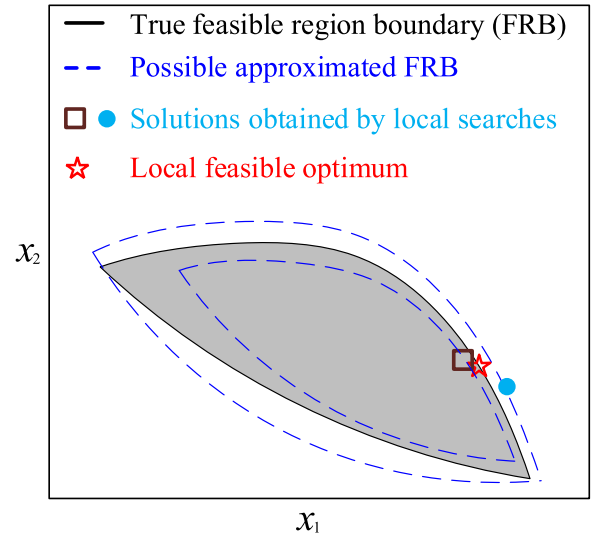 True feasible region boundary (FRB)
Possible approximated FRB
Solutions obtained by local searches
Local feasible optimum
x2
x1